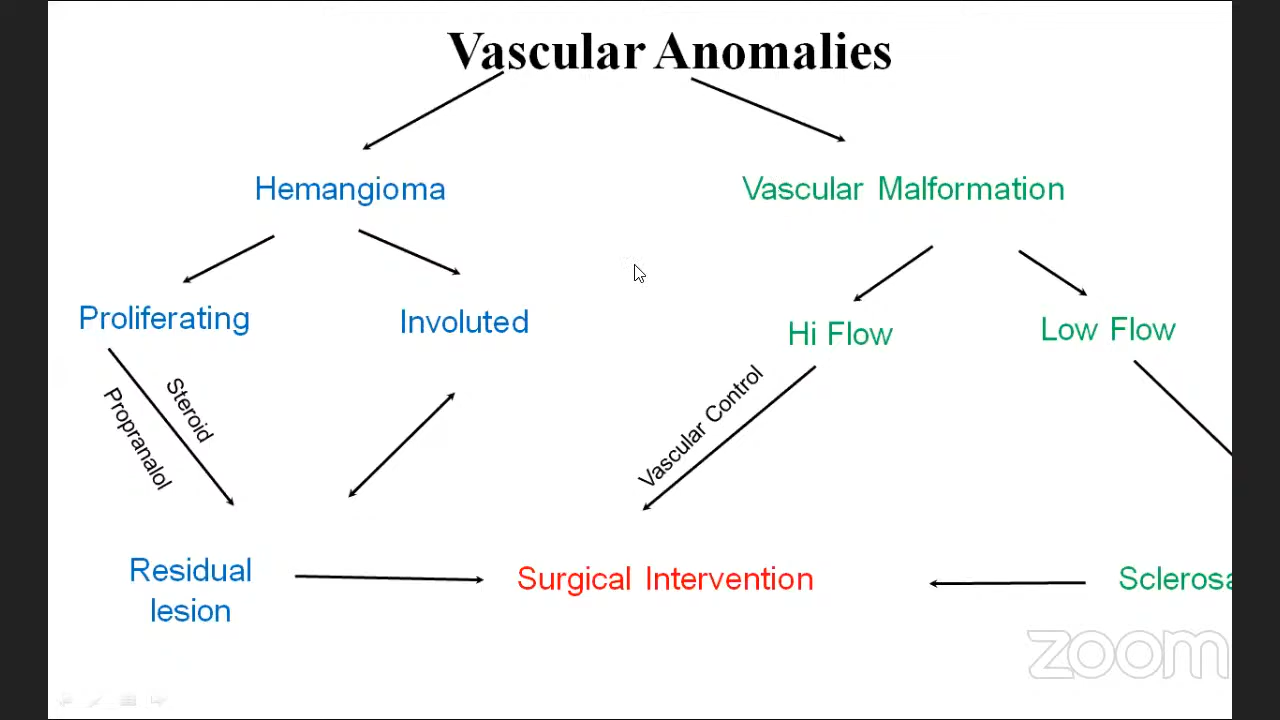 Vascular Anomalies
Hemangioma
Vascular Malformation
Proliferating
Involuted
Hi Flow
Low Flow
Steroid
Propranalol
Vascular Control
Residual
lesion
Surgical Intervention
Sclerosa
zoom